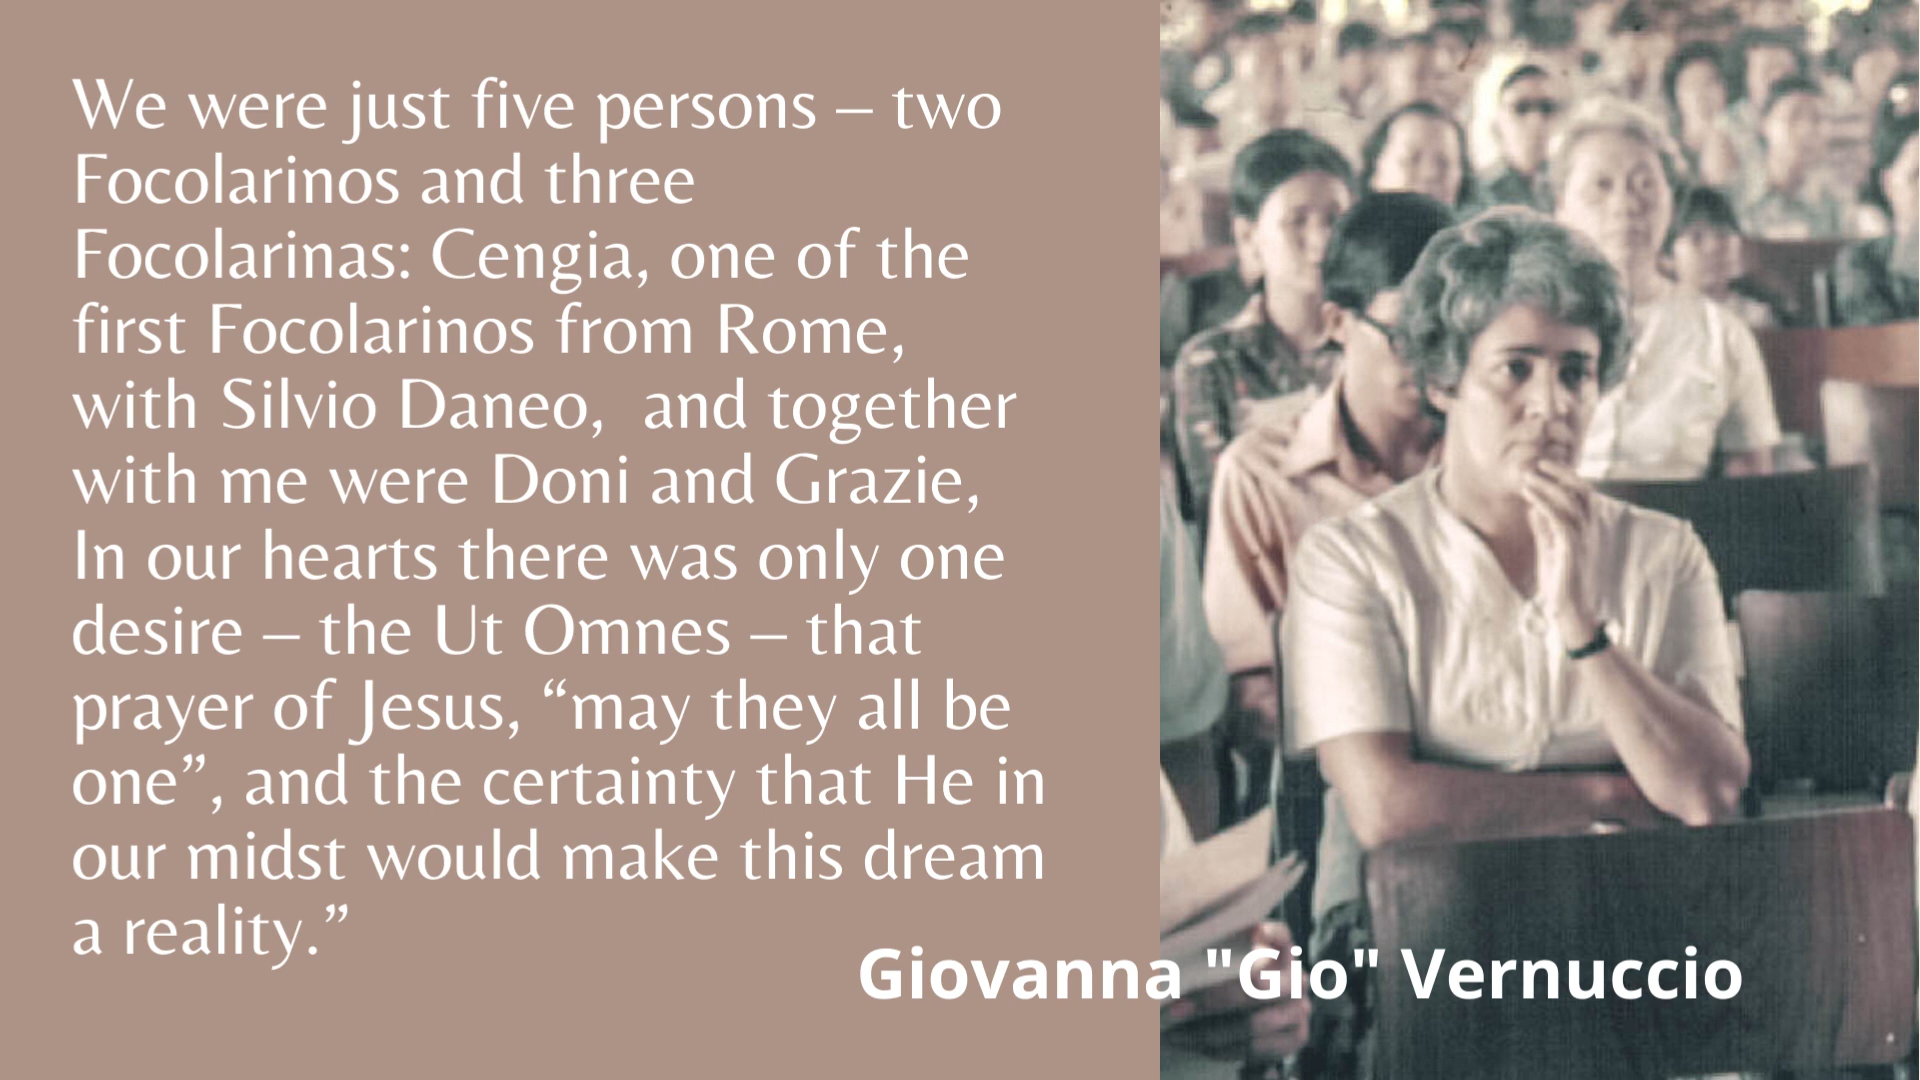 We were just five persons – two
Focolarinos and three
Focolarinas: Cengia, one of the
first Focolarinos from Rome,
with Silvio Daneo,  and together
with me were Doni and Grazie,
In our hearts there was only one
desire – the Ut Omnes – that
prayer of Jesus, “may they all be
one”, and the certainty that He in
our midst would make this dream
a reality.”
Giovanna "Gio" Vernuccio